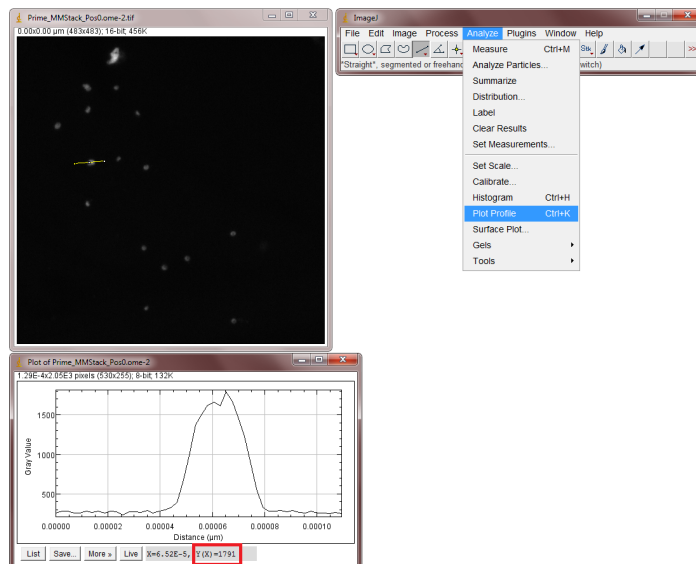 Prime_MMStack_Pos0.ome-2.tif
0.00x0.00 µm (483x483); 16-bit; 456K
ImageJ
File Edit Image Process Analyze Plugins Window Help
Stk
>>
"Straight", segmented or freehand
witch)
Measure Ctrl+M
Analyze Particles...
Summarize
Distribution...
Label
Clear Results
Set Measurements...
Set Scale...
Calibrate...
Histogram Ctrl+H
Plot Profile Ctrl+K
Surface Plot...
Gels
Tools
Plot of Prime_MMStack_Pos0.ome-2
1.29E-4x2.05E3 pixels (530x255); 8-bit; 132K
1500
1000
500
Gray Value
0.00000 0.00002 0.00004 0.00006 0.00008 0.00010
Distance (µm)
List Save... More » Live X=6.52E-5, Y(X)=1791